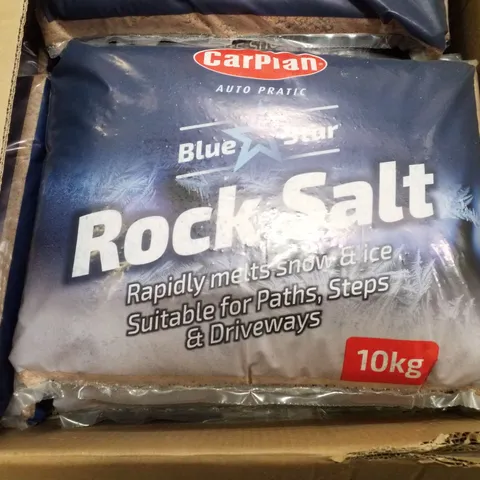 CarPlan
AUTO PRATIC
Blue Star
Rock Salt
Rapidly melts snow & ice
Suitable for Paths, Steps
& Driveways
10kg